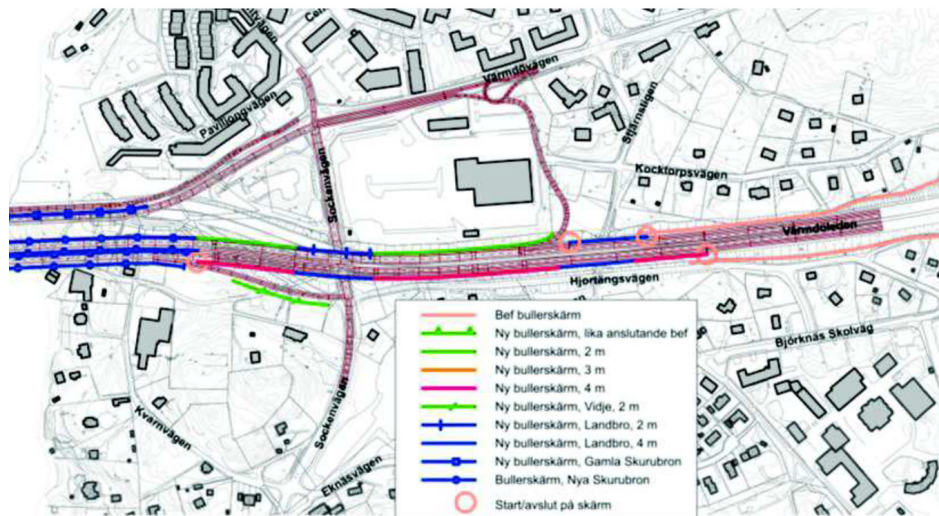 Värmdövägen
Paviljongvägen
Stjärnstigen
Sockenvägen
Kocktorpsvägen
Värmdöleden
Hjortängsvägen
Björknäs Skolväg
Kvarnvägen
Sockenvägen
Eknäsvägen
Bef bullerskärm
Ny bullerskärm, lika anslutande bef
Ny bullerskärm, 2 m
Ny bullerskärm, 3 m
Ny bullerskärm, 4 m
Ny bullerskärm, Vidje, 2 m
Ny bullerskärm, Landbro, 2 m
Ny bullerskärm, Landbro, 4 m
Ny bullerskärm, Gamla Skurubron
Bullerskärm, Nya Skurubron
Start/avslut på skärm